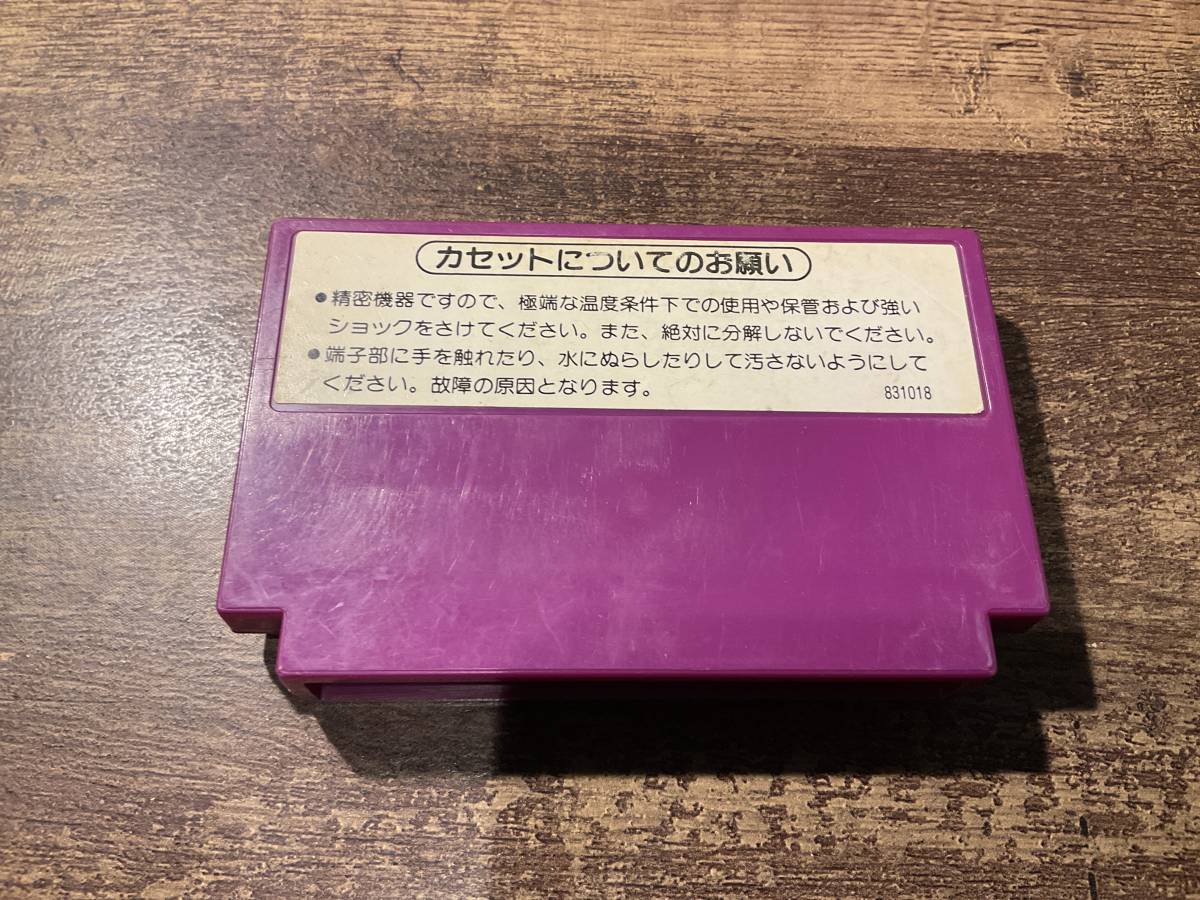 カセットについてのお願い
●精密機器ですので、極端な温度条件下での使用や保管および強い
ショックをさけてください。また、絶対に分解しないでください。
●端子部に手を触れたり、水にぬらしたりして汚さないようにして
ください。故障の原因となります。
831018